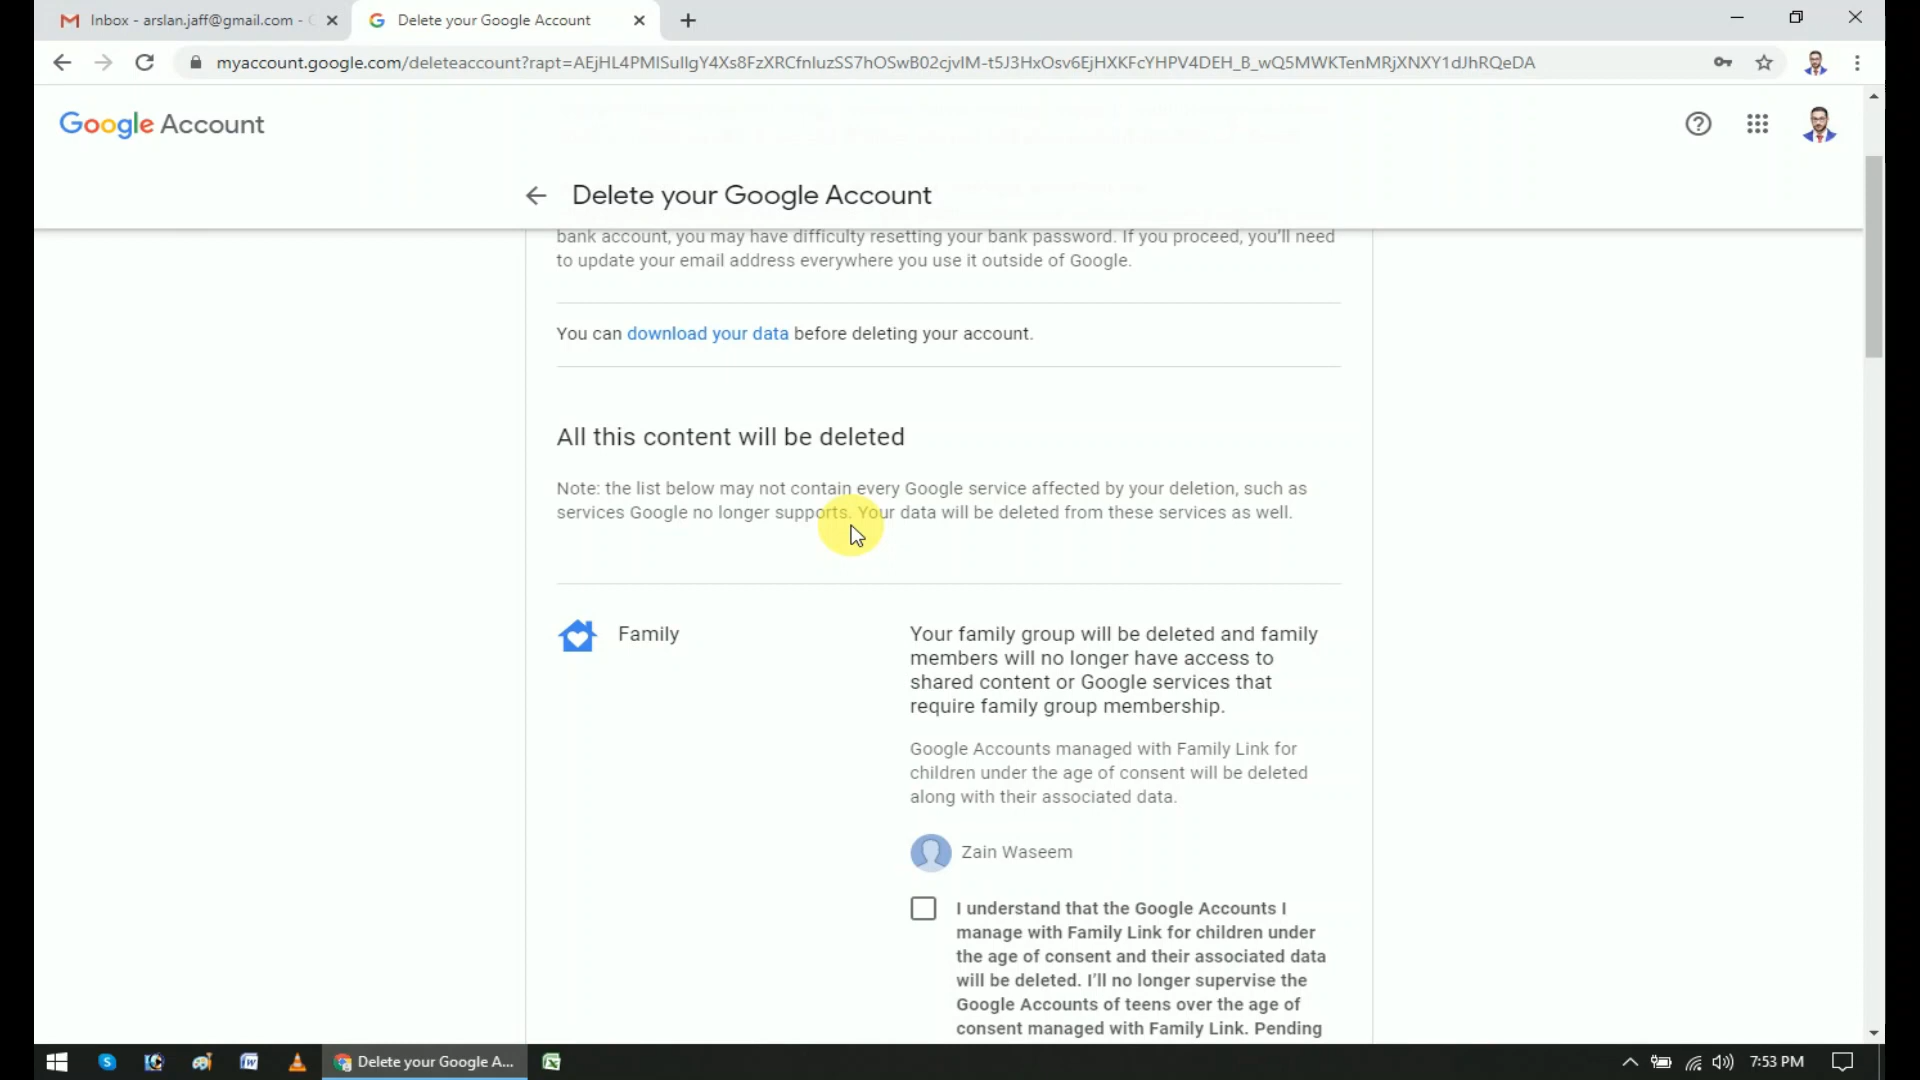 Inbox - arslan.jaff@gmail.com -
Delete your Google Account
Google Account
Delete your Google Account
bank account, you may have difficulty resetting your bank password. If you proceed, you'll need
to update your email address everywhere you use it outside of Google.
You can download your data before deleting your account.
All this content will be deleted
Note: the list below may not contain every Google service affected by your deletion, such as
services Google no longer supports. Your data will be deleted from these services as well.
Family
Your family group will be deleted and family
members will no longer have access to
shared content or Google services that
require family group membership.
Google Accounts managed with Family Link for
children under the age of consent will be deleted
along with their associated data.
Zain Waseem
I understand that the Google Accounts I
manage with Family Link for children under
the age of consent and their associated data
will be deleted. I'll no longer supervise the
Google Accounts of teens over the age of
consent managed with Family Link. Pending
Delete your Google A...
7:53 PM